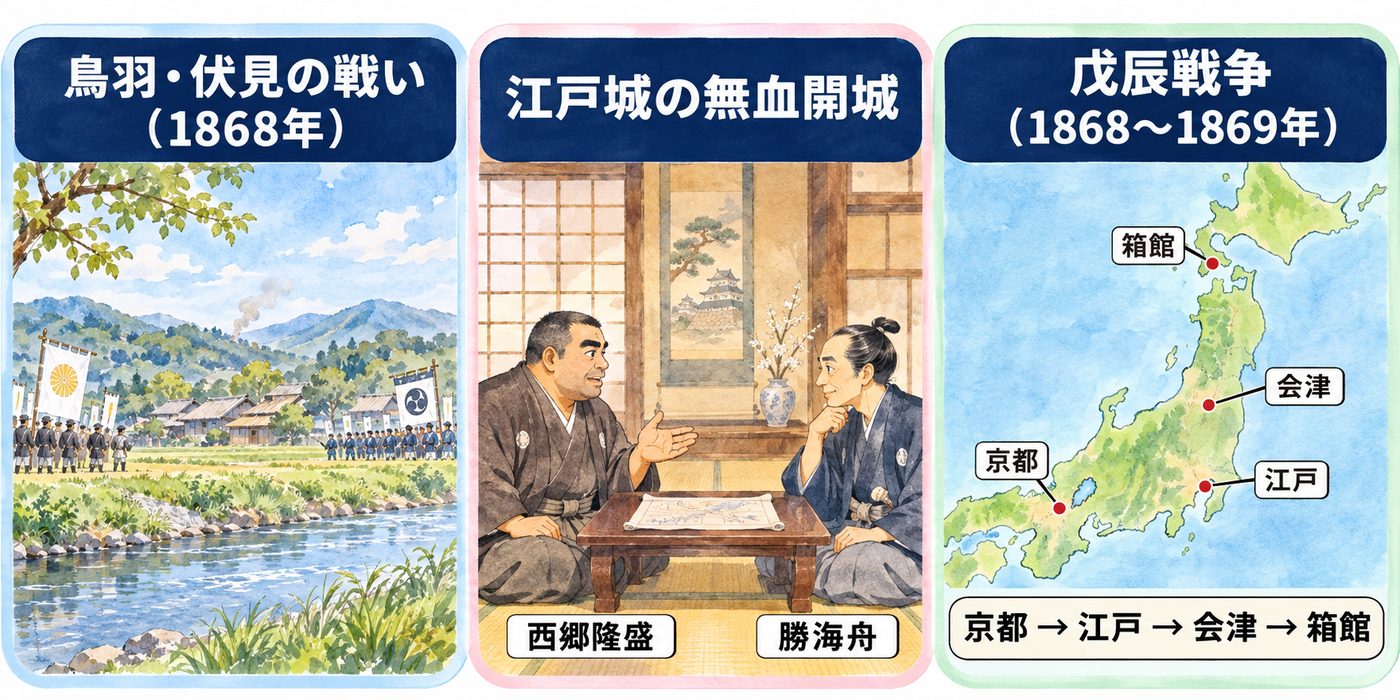 鳥羽・伏見の戦い
（1868年）
江戸城の無血開城
西郷隆盛
勝海舟
戊辰戦争
（1868～1869年）
箱館
会津
京都
江戸
京都 → 江戸 → 会津 → 箱館